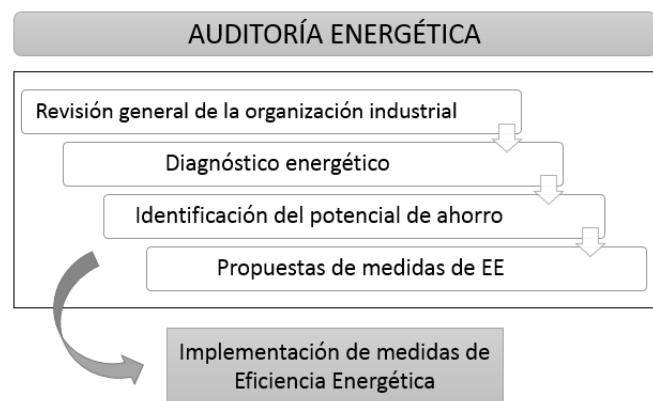 AUDITORÍA ENERGÉTICA
Revisión general de la organización industrial
Diagnóstico energético
Identificación del potencial de ahorro
Propuestas de medidas de EE
Implementación de medidas de
Eficiencia Energética